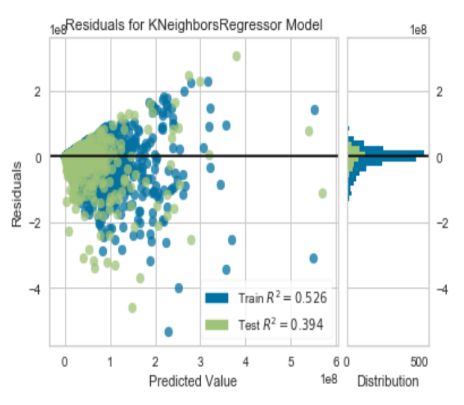 1e8 Residuals for KNeighborsRegressor Model
1e8
2
0
−2
−4
Residuals
2
0
−2
−4
Train R² = 0.526
Test R² = 0.394
0 1 2 3 4 5 6
1e8
Predicted Value
0 500
Distribution